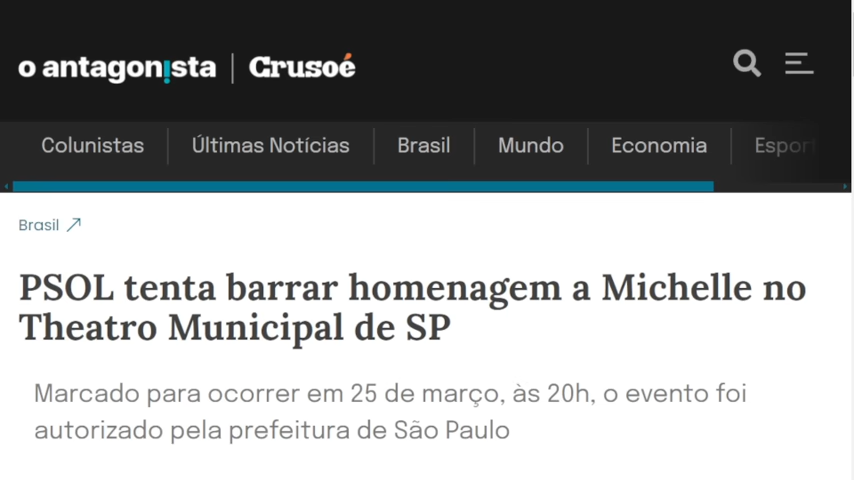 o antagonista | Crusoé
Colunistas
Últimas Notícias
Brasil
Mundo
Economia
Esport
Brasil
PSOL tenta barrar homenagem a Michelle no
Theatro Municipal de SP
Marcado para ocorrer em 25 de março, às 20h, o evento foi
autorizado pela prefeitura de São Paulo